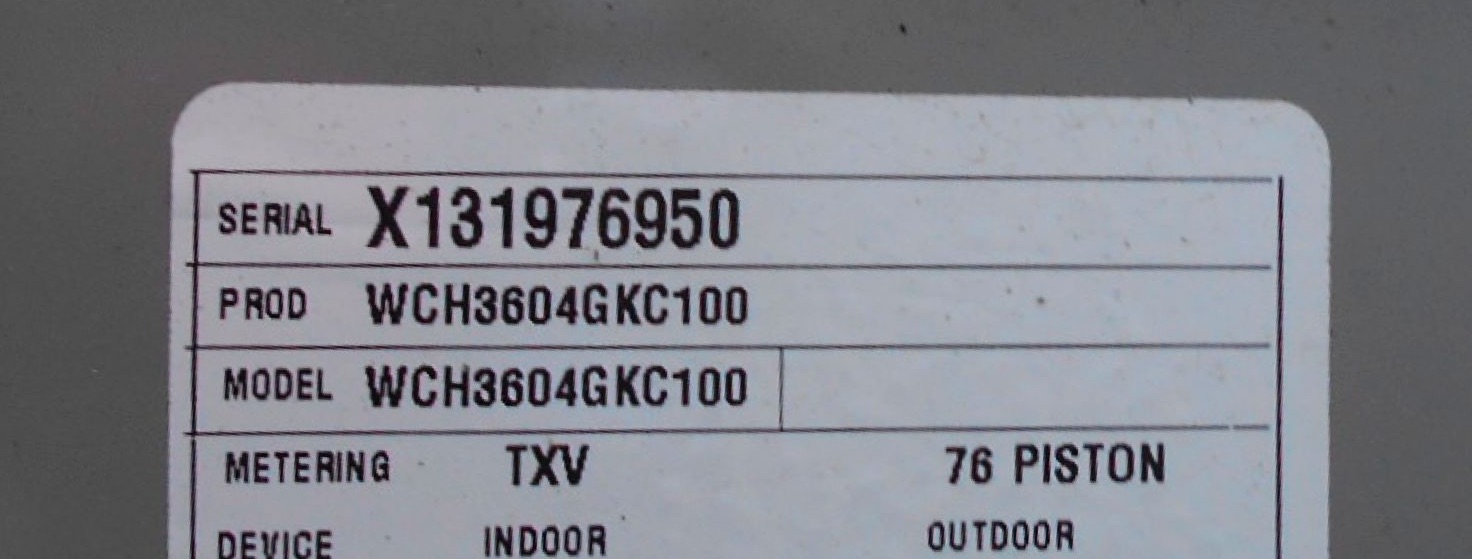 SERIAL X131976950
PROD WCH3604GKC100
MODEL WCH3604GKC100
METERING TXV 76 PISTON
DEVICE INDOOR OUTDOOR